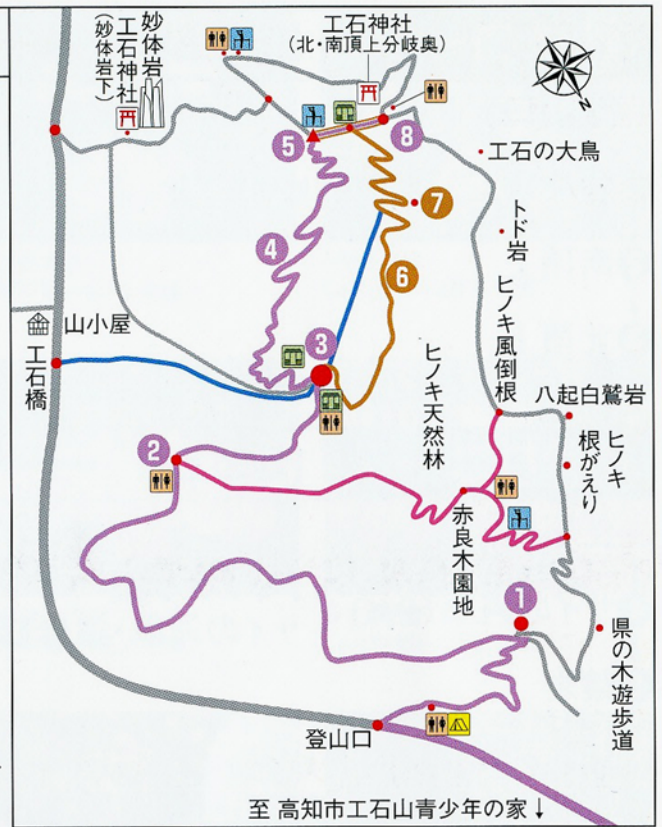 妙体岩
工石神社
(妙体岩下)
工石神社
(北・南頂上分岐奥)
N
5
8
工石の大鳥
7
トド岩
4
6
ヒノキ風倒根
山小屋
工石橋
3
ヒノキ天然林
八起白鷲岩
ヒノキ
根がえり
2
赤良木園地
1
県の木遊歩道
登山口
至 高知市工石山青少年の家↓